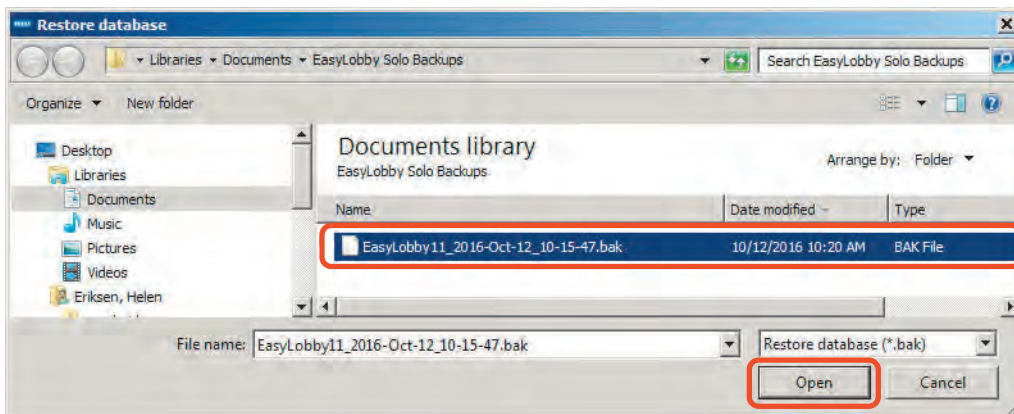 Restore database
Libraries Documents EasyLobby Solo Backups
Search EasyLobby Solo Backups
Organize New folder
Desktop
Libraries
Documents
Music
Pictures
Videos
Eriksen, Helen
Documents library
EasyLobby Solo Backups
Arrange by: Folder
Name Date modified Type
EasyLobby11_2016-Oct-12_10-15-47.bak 10/12/2016 10:20 AM BAK File
File name: EasyLobby11_2016-Oct-12_10-15-47.bak
Restore database (*.bak)
Open Cancel